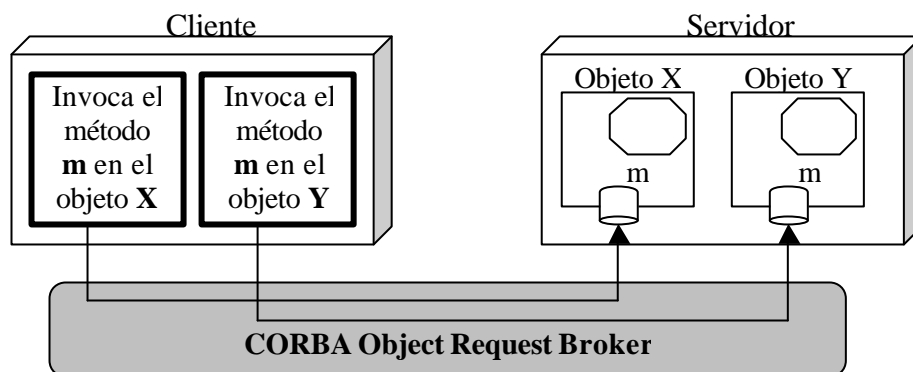 Cliente
Servidor
Invoca el
método
m en el
objeto X
Invoca el
método
m en el
objeto Y
Objeto X
m
Objeto Y
m
CORBA Object Request Broker